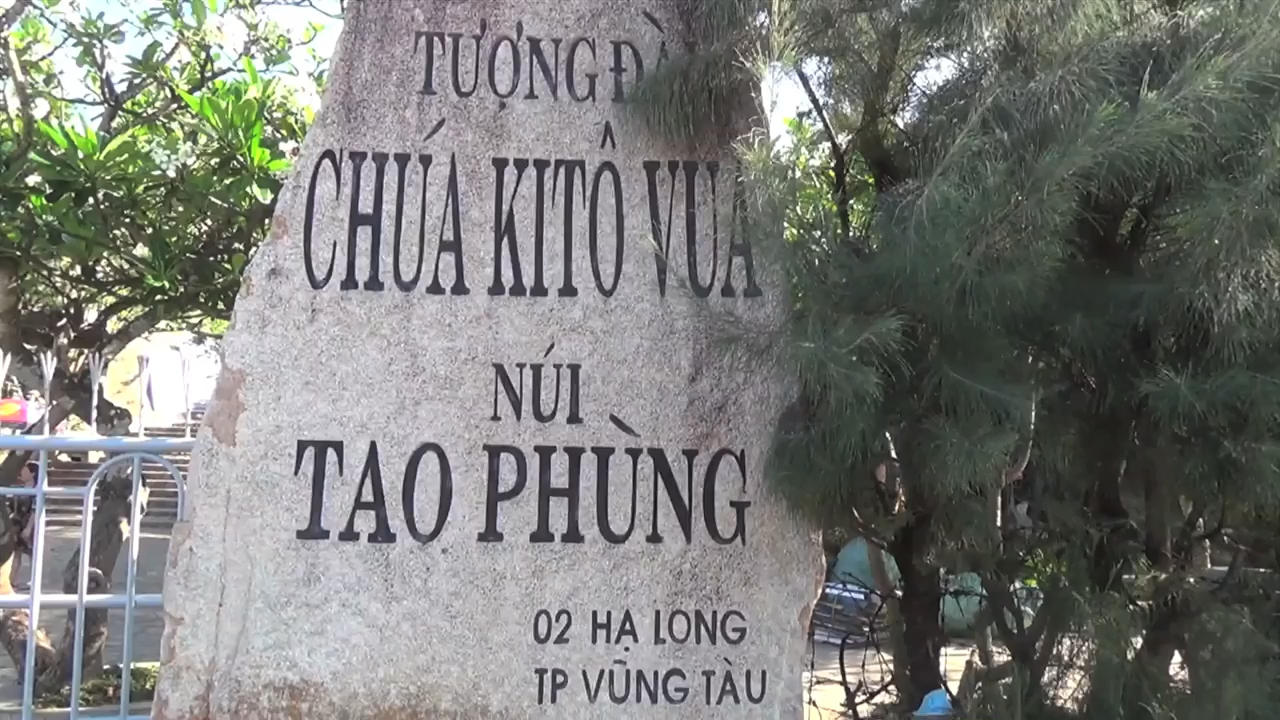 TƯỢNG
CHÚA KITÔ VUA
NÚI
TAO PHÙNG
02 HẠ LONG
TP VŨNG TÀU